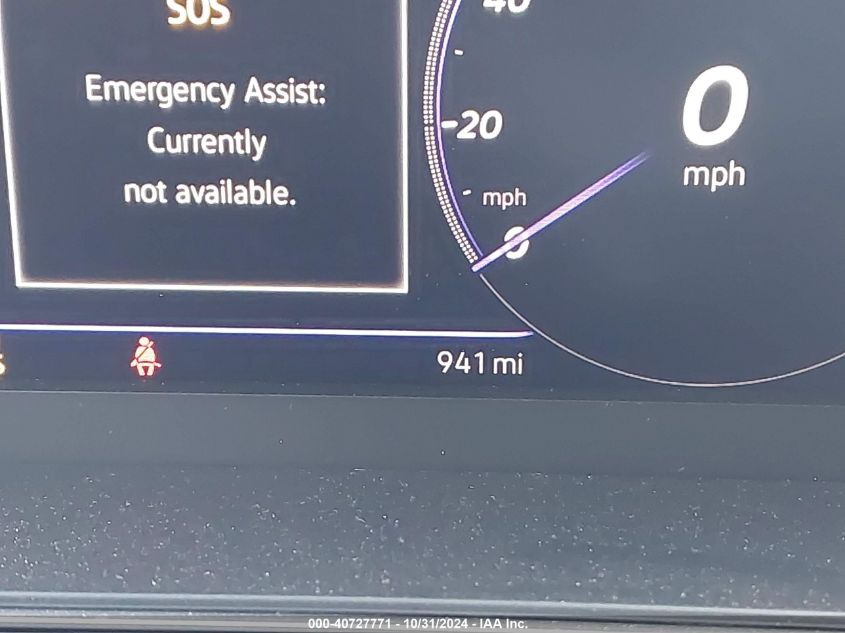 SOS
Emergency Assist:
Currently
not available.
40
20
mph
0
0
mph
941 mi
000-40727771 - 10/31/2024 - IAA Inc.